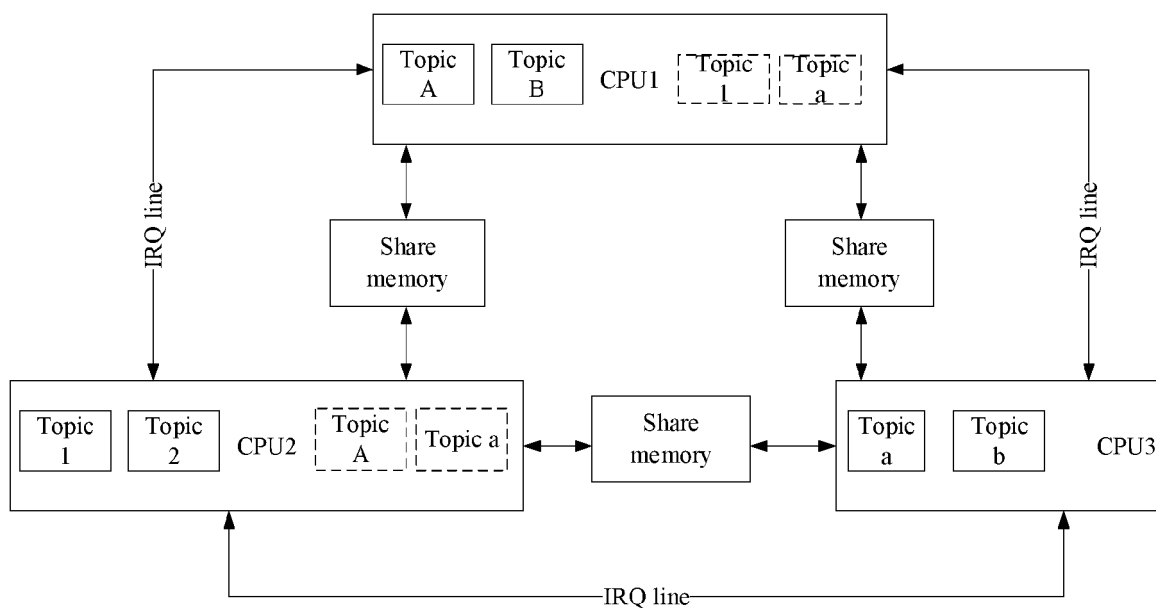 Topic
A
Topic
B
CPU1
Topic
1
Topic
a
IRQ line
IRQ line
Share
memory
Share
memory
Topic
1
Topic
2
CPU2
Topic
A
Topic a
Share
memory
Topic
a
Topic
b
CPU3
IRQ line